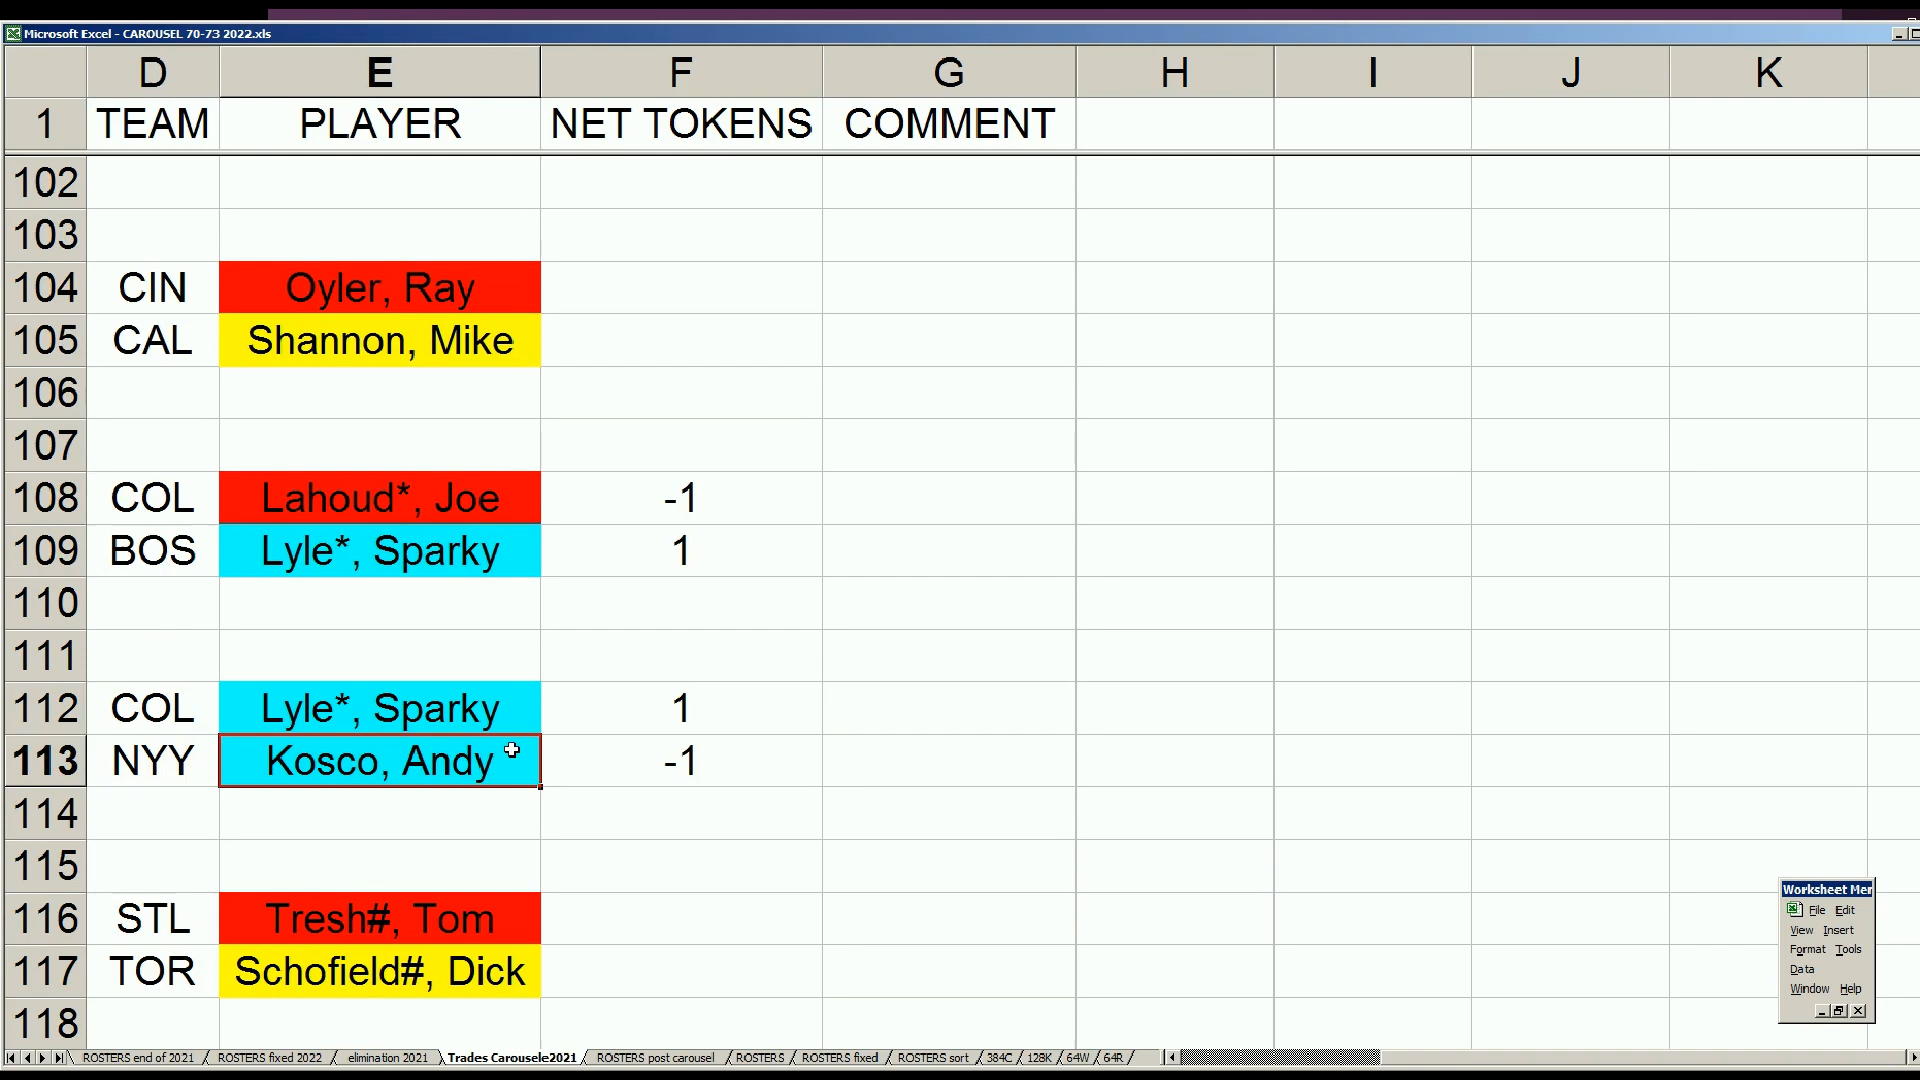 Microsoft Excel - CAROUSEL 70-73 2022.xls
D E F G H I J K
1 TEAM PLAYER NET TOKENS COMMENT
102
103
104 CIN Oyler, Ray
105 CAL Shannon, Mike
106
107
108 COL Lahoud*, Joe -1
109 BOS Lyle*, Sparky 1
110
111
112 COL Lyle*, Sparky 1
113 NYY Kosco, Andy -1
114
115
116 STL Tresh#, Tom
117 TOR Schofield#, Dick
118
Worksheet Mer
File Edit
View Insert
Format Tools
Data
Window Help
ROSTERS end of 2021 ROSTERS fixed 2022 elimination 2021 Trades Carousele2021 ROSTERS post carousel ROSTERS ROSTERS fixed ROSTERS sort 384C 128K 64W 64R